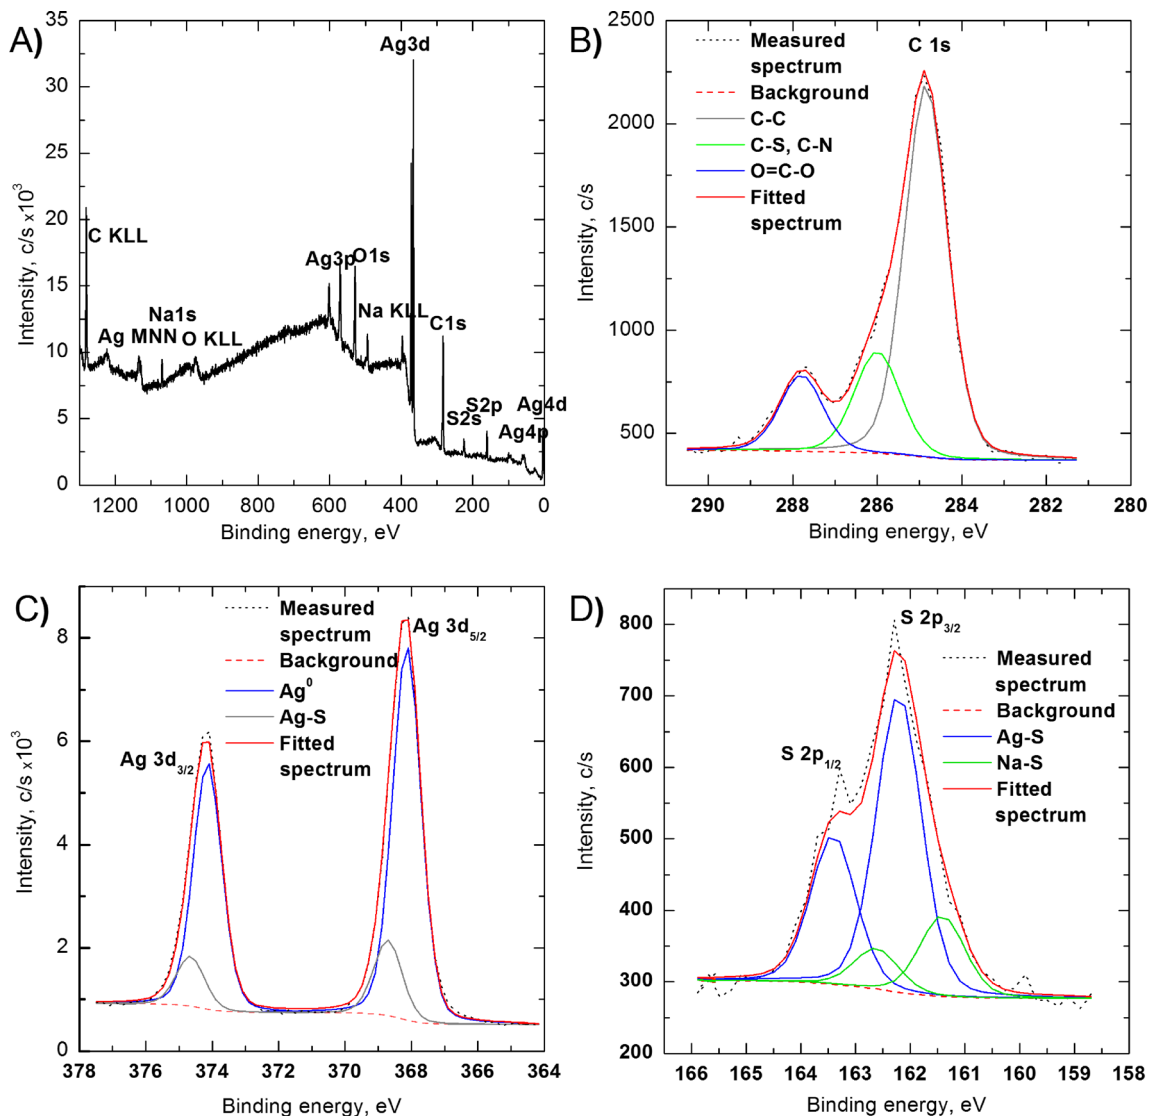 A)
35
30
25
20
15
10
5
0
Intensity, c/s x10³
Ag3d
C KLL
Ag3p
O1s
Na1s
Ag MNN
O KLL
Na KLL
C1s
S2s
S2p
Ag4d
Ag4p
1200 1000 800 600 400 200 0
Binding energy, eV
B)
2500
2000
1500
1000
500
Intensity, c/s
C 1s
Measured
spectrum
Background
C-C
C-S, C-N
O=C-O
Fitted
spectrum
290 288 286 284 282 280
Binding energy, eV
C)
8
6
4
2
0
Intensity, c/s x10³
Measured
spectrum
Background
Ag⁰
Ag-S
Fitted
spectrum
Ag 3d5/2
Ag 3d3/2
378 376 374 372 370 368 366 364
Binding energy, eV
D)
800
700
600
500
400
300
200
Intensity, c/s
S 2p3/2
S 2p1/2
Measured
spectrum
Background
Ag-S
Na-S
Fitted
spectrum
166 165 164 163 162 161 160 159 158
Binding energy, eV